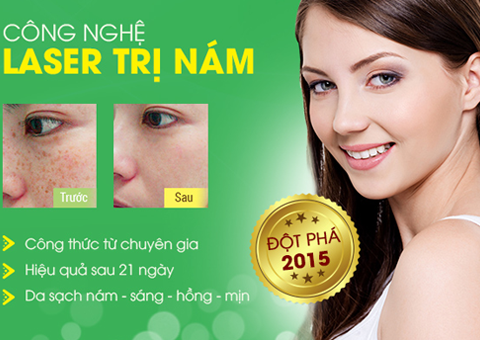 CÔNG NGHỆ
LASER TRỊ NÁM
Trước
Sau
Công thức từ chuyên gia
Hiệu quả sau 21 ngày
Da sạch nám - sáng - hồng - mịn
ĐỘT PHÁ
2015